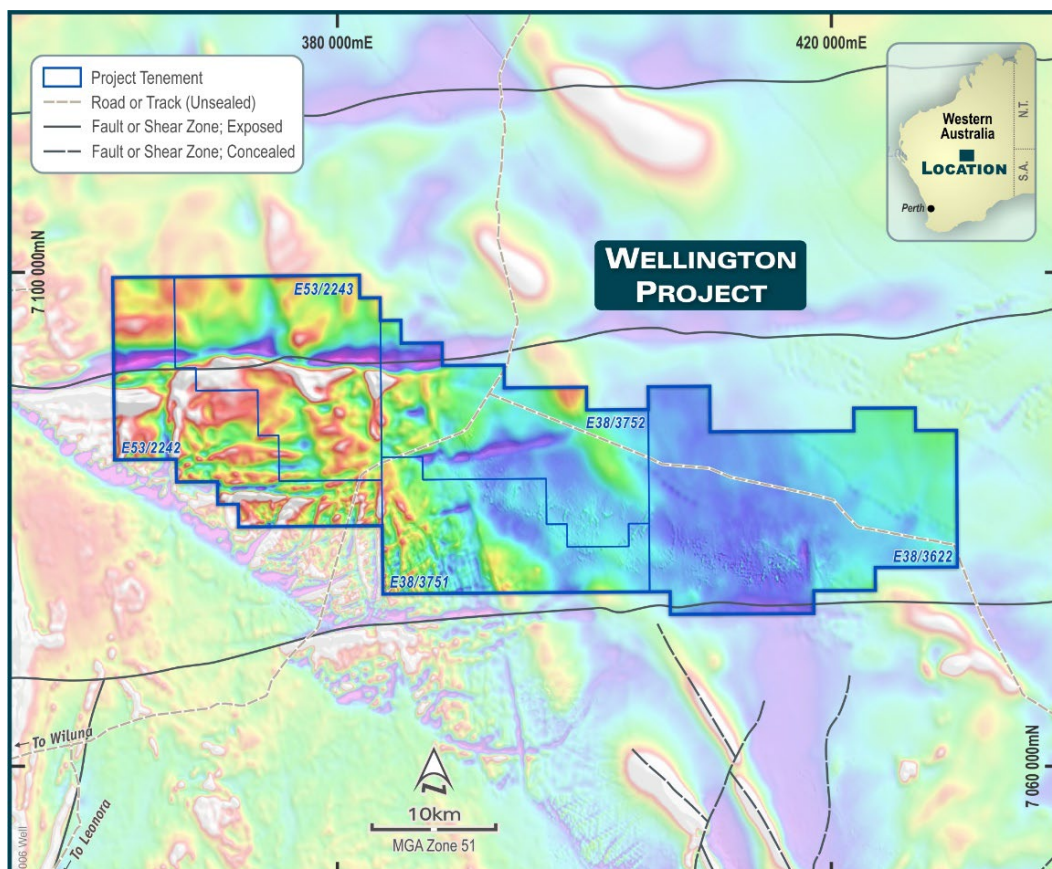 380 000mE
420 000mE
Project Tenement
Road or Track (Unsealed)
Fault or Shear Zone; Exposed
Fault or Shear Zone; Concealed
Western
Australia
LOCATION
N.T.
S.A.
Perth
7 100 000mN
WELLINGTON
PROJECT
E53/2243
E53/2242
E38/3752
E38/3751
E38/3622
To Wiluna
To Leonora
10km
MGA Zone 51
7 060 000mN
006 Well